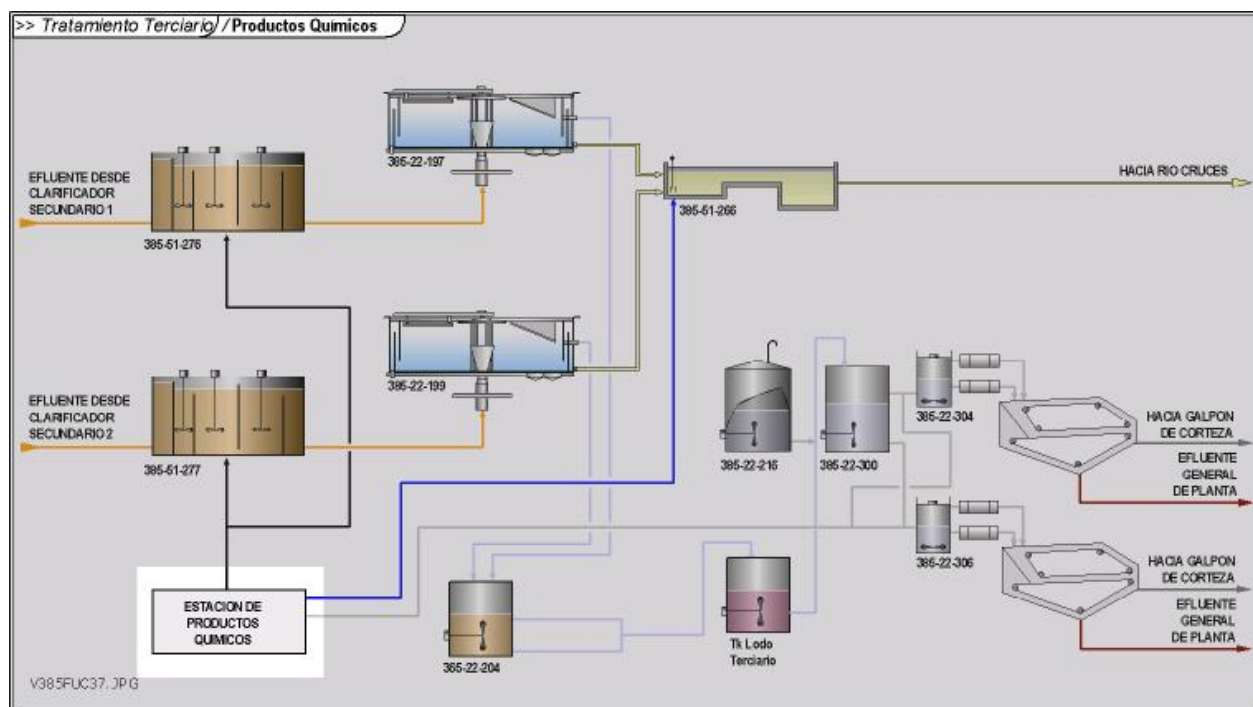 >> Tratamiento Terciario / Productos Químicos
385-22-197
EFLUENTE DESDE
CLARIFICADOR
SECUNDARIO 1
385-51-276
HACIA RIO CRUCES
385-51-266
385-22-199
EFLUENTE DESDE
CLARIFICADOR
SECUNDARIO 2
385-51-277
385-22-216
385-22-300
385-22-304
HACIA GALPON
DE CORTEZA
EFLUENTE
GENERAL
DE PLANTA
385-22-306
HACIA GALPON
DE CORTEZA
EFLUENTE
GENERAL
DE PLANTA
ESTACION DE
PRODUCTOS
QUIMICOS
365-22-204
Tk Lodo
Terciario
V385FUC37.JPG